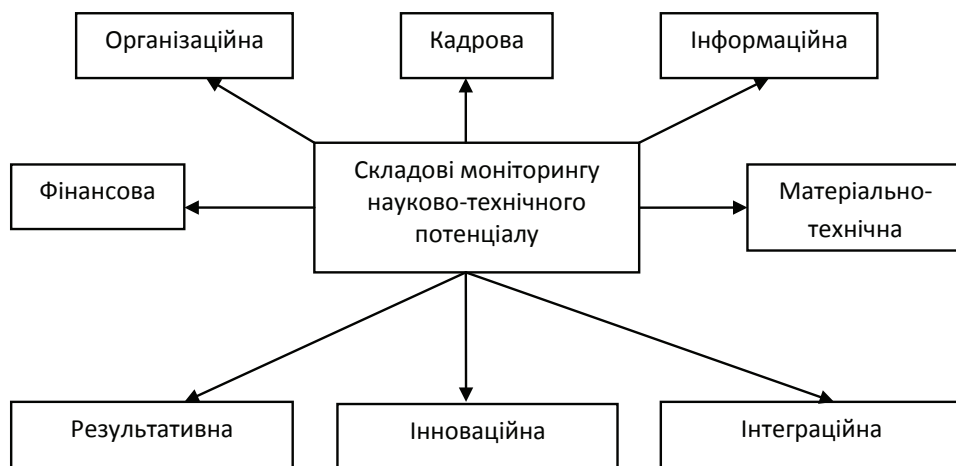 Організаційна
Кадрова
Інформаційна
Фінансова
Складові моніторингу
науково-технічного
потенціалу
Матеріально-
технічна
Результативна
Інноваційна
Інтеграційна